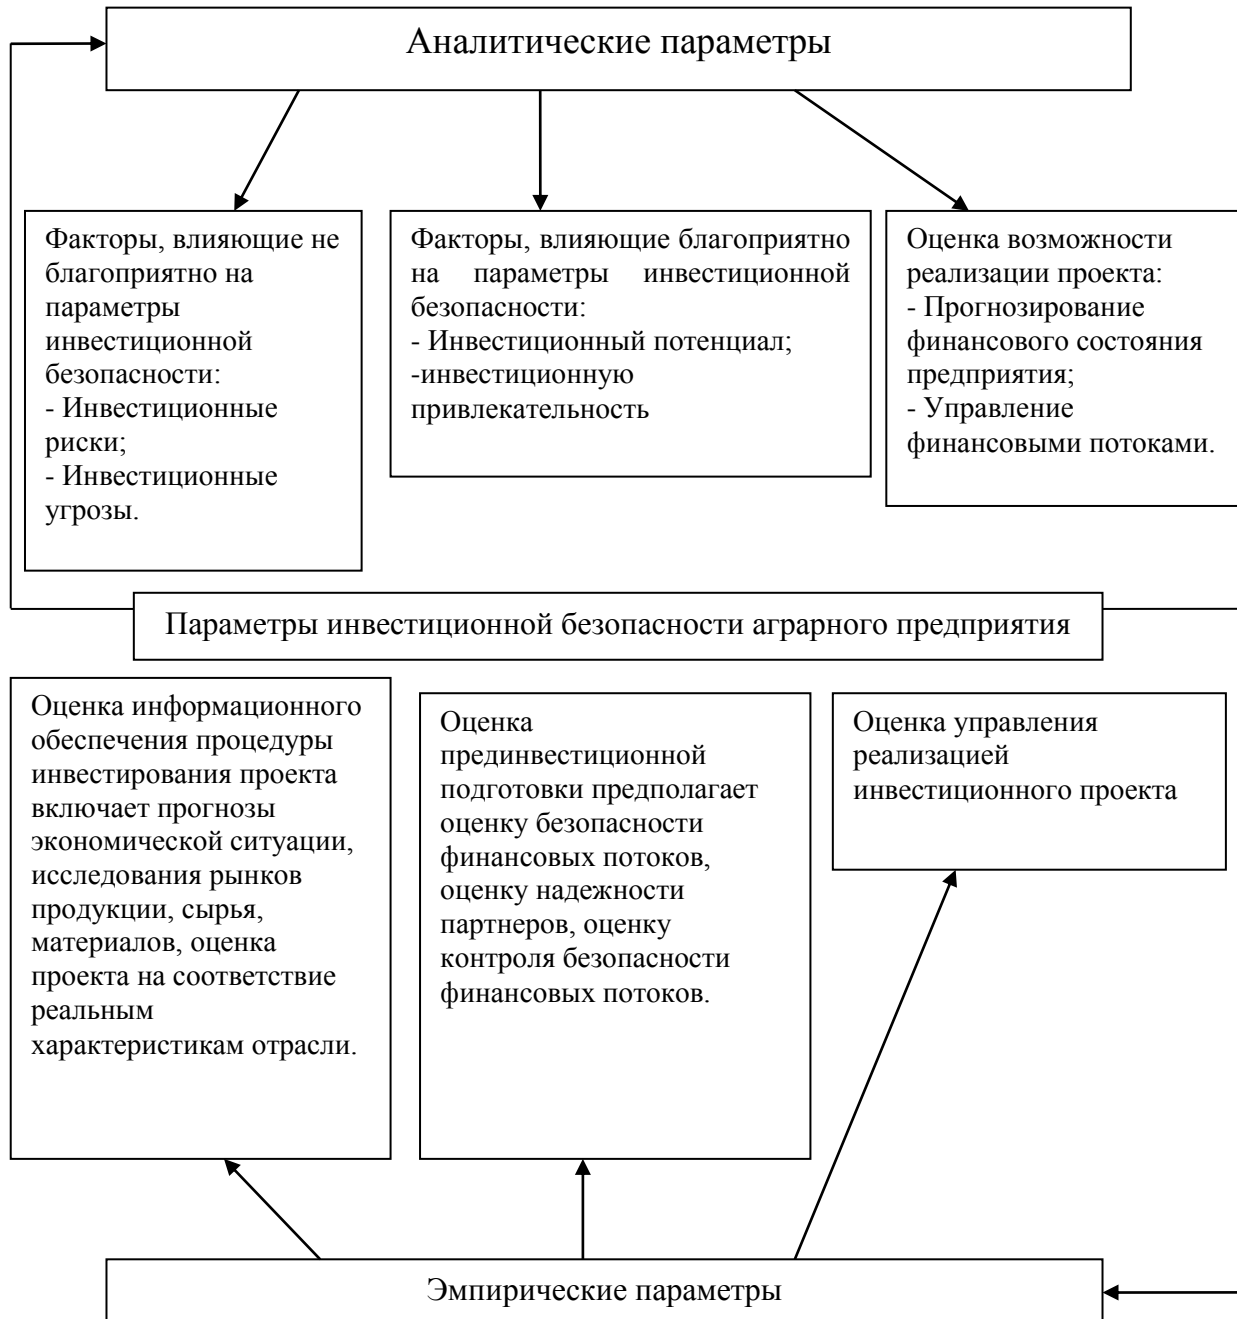 Аналитические параметры
Факторы, влияющие не
благоприятно на
параметры
инвестиционной
безопасности:
- Инвестиционные
риски;
- Инвестиционные
угрозы.
Факторы, влияющие благоприятно
на параметры инвестиционной
безопасности:
- Инвестиционный потенциал;
-инвестиционную
привлекательность
Оценка возможности
реализации проекта:
- Прогнозирование
финансового состояния
предприятия;
- Управление
финансовыми потоками.
Параметры инвестиционной безопасности аграрного предприятия
Оценка информационного
обеспечения процедуры
инвестирования проекта
включает прогнозы
экономической ситуации,
исследования рынков
продукции, сырья,
материалов, оценка
проекта на соответствие
реальным
характеристикам отрасли.
Оценка
прединвестиционной
подготовки предполагает
оценку безопасности
финансовых потоков,
оценку надежности
партнеров, оценку
контроля безопасности
финансовых потоков.
Оценка управления
реализацией
инвестиционного проекта
Эмпирические параметры